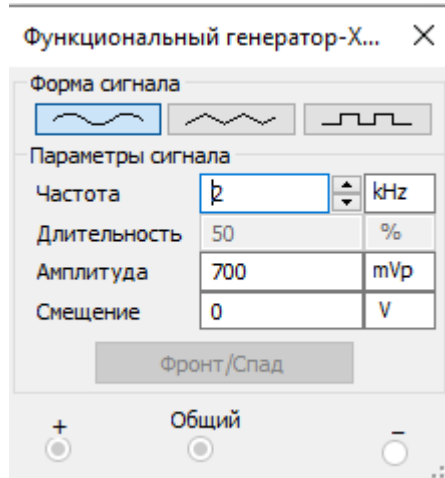 Функциональный генератор-X...
Форма сигнала
Параметры сигнала
Частота 2 kHz
Длительность 50 %
Амплитуда 700 mVp
Смещение 0 V
Фронт/Спад
+ Общий –